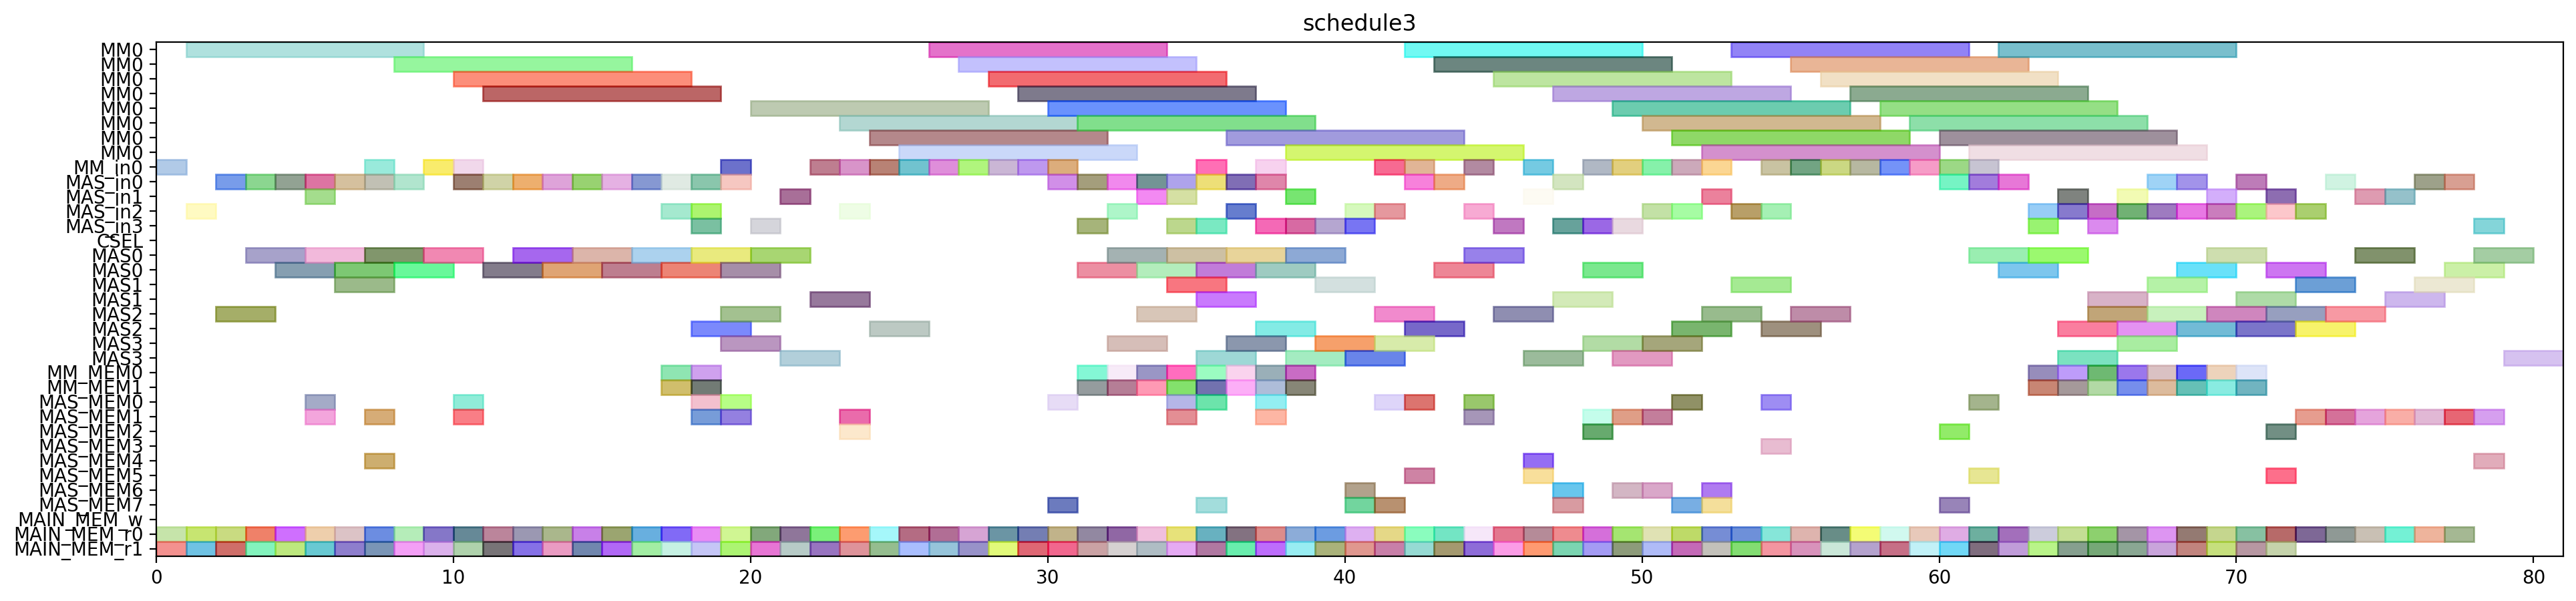 schedule3
MM0
MM0
MM0
MM0
MM0
MM0
MM0
MM0
MM_in0
MAS_in0
MAS_in1
MAS_in2
MAS_in3
CSEL
MAS0
MAS0
MAS1
MAS1
MAS2
MAS2
MAS3
MAS3
MM_MEM0
MM_MEM1
MAS_MEM0
MAS_MEM1
MAS_MEM2
MAS_MEM3
MAS_MEM4
MAS_MEM5
MAS_MEM6
MAS_MEM7
MAIN_MEM_w
MAIN_MEM_r0
MAIN_MEM_r1
0 10 20 30 40 50 60 70 80